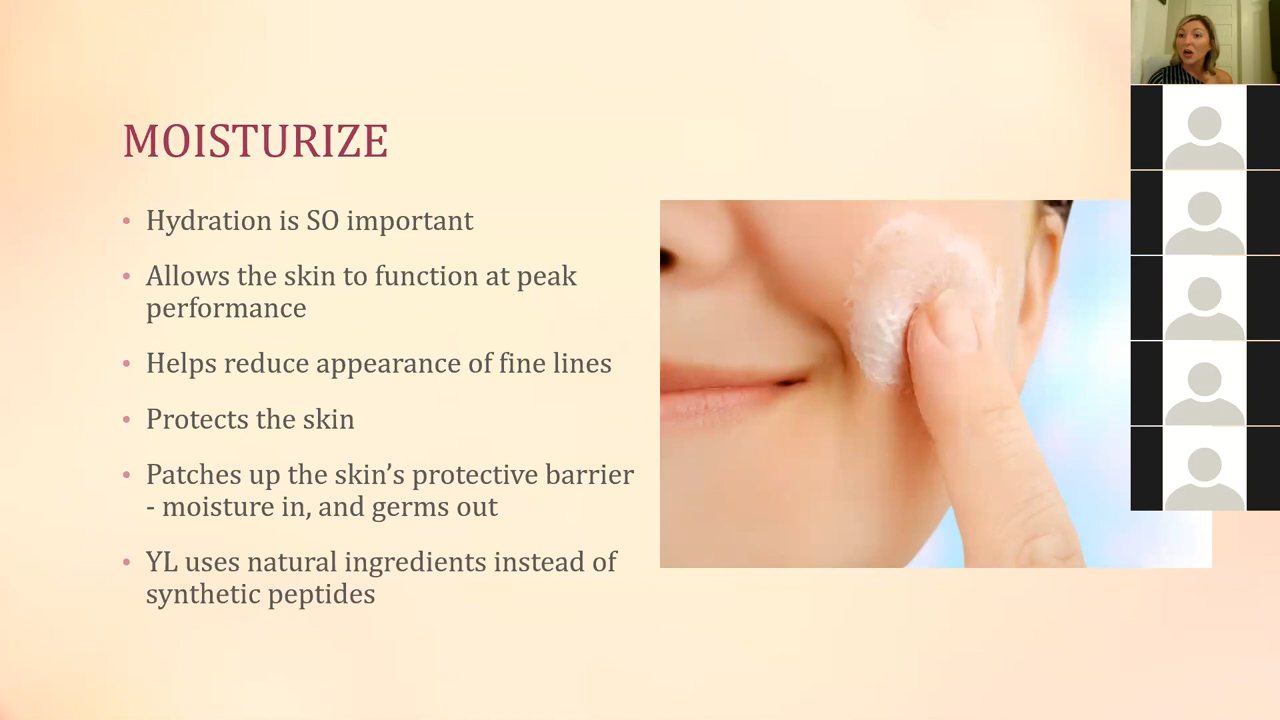 MOISTURIZE
• Hydration is SO important
• Allows the skin to function at peak
performance
• Helps reduce appearance of fine lines
• Protects the skin
• Patches up the skin’s protective barrier
- moisture in, and germs out
• YL uses natural ingredients instead of
synthetic peptides